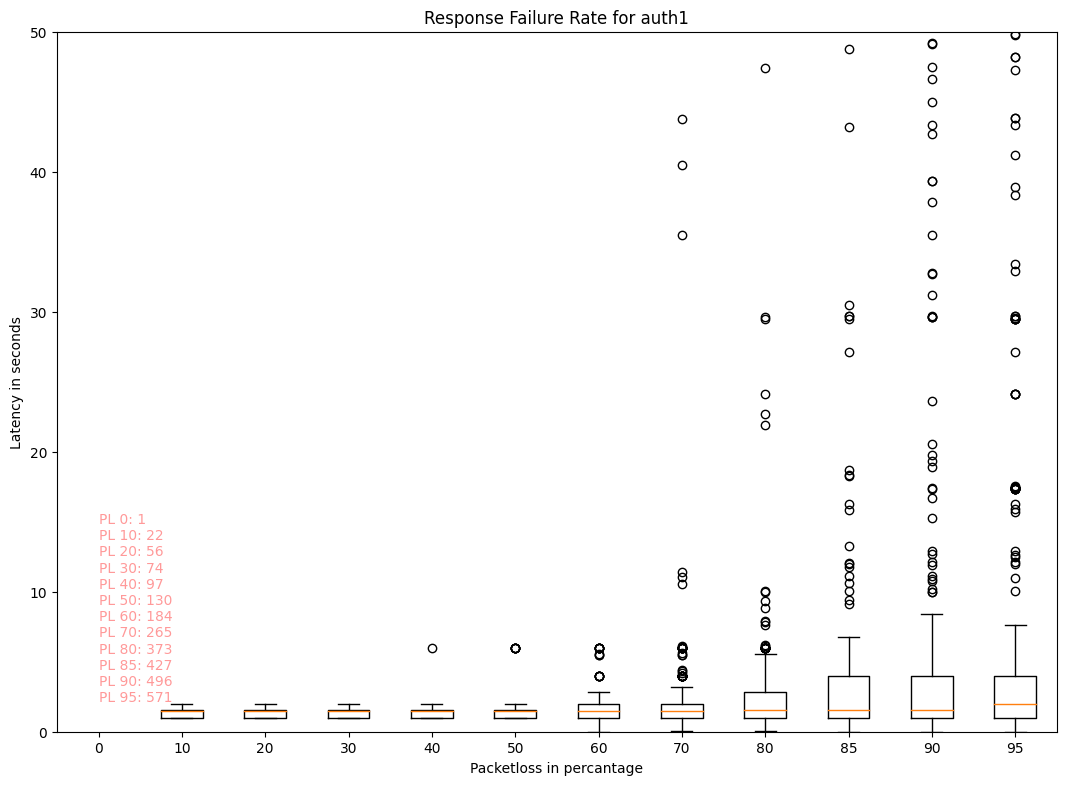 Response Failure Rate for auth1
50
40
30
20
10
0
Latency in seconds
PL 0: 1
PL 10: 22
PL 20: 56
PL 30: 74
PL 40: 97
PL 50: 130
PL 60: 184
PL 70: 265
PL 80: 373
PL 85: 427
PL 90: 496
PL 95: 571
0 10 20 30 40 50 60 70 80 85 90 95
Packetloss in percantage